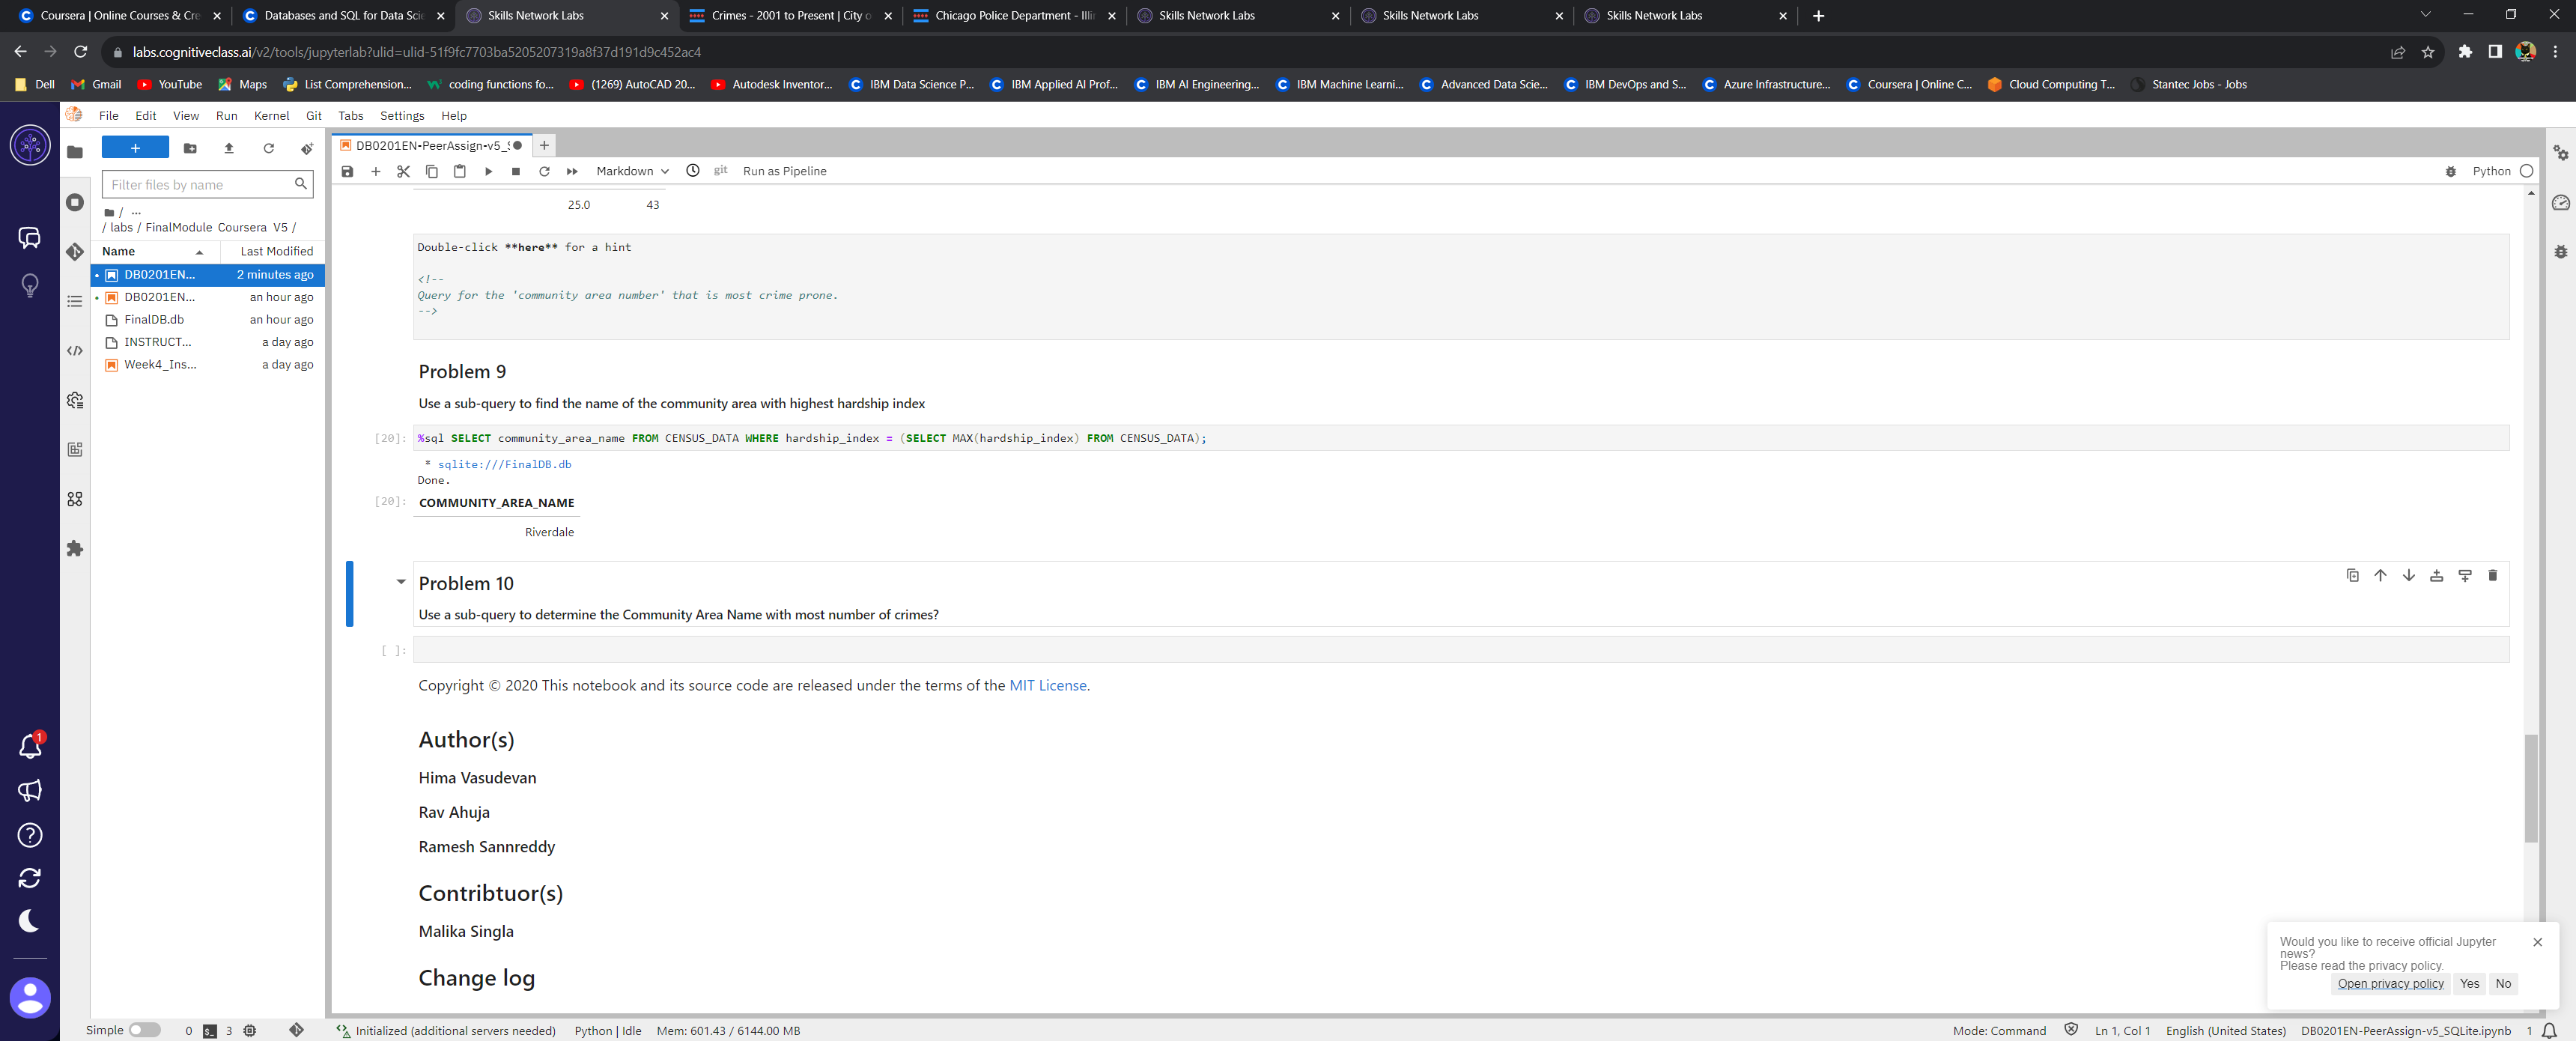 Coursera | Online Courses & Cre
Databases and SQL for Data Scie
Skills Network Labs
Crimes - 2001 to Present | City o
Chicago Police Department - Illi
Skills Network Labs
Skills Network Labs
Skills Network Labs
labs.cognitiveclass.ai/v2/tools/jupyterlab?ulid=ulid-51f9fc7703ba5205207319a8f37d191d9c452ac4
Dell
Gmail
YouTube
Maps
List Comprehension...
coding functions fo...
(1269) AutoCAD 20...
Autodesk Inventor...
IBM Data Science P...
IBM Applied AI Prof...
IBM AI Engineering...
IBM Machine Learni...
Advanced Data Scie...
IBM DevOps and S...
Azure Infrastructure...
Coursera | Online C...
Cloud Computing T...
Stantec Jobs - Jobs
File Edit View Run Kernel Git Tabs Settings Help
Filter files by name
/ ...
/ labs / FinalModule Coursera V5 /
Name Last Modified
DB0201EN... 2 minutes ago
DB0201EN... an hour ago
FinalDB.db an hour ago
INSTRUCT... a day ago
Week4_Ins... a day ago
DB0201EN-PeerAssign-v5_S
Markdown
git
Run as Pipeline
Python
25.0 43
Double-click **here** for a hint
<!--
Query for the 'community area number' that is most crime prone.
-->
Problem 9
Use a sub-query to find the name of the community area with highest hardship index
[20]: %sql SELECT community_area_name FROM CENSUS_DATA WHERE hardship_index = (SELECT MAX(hardship_index) FROM CENSUS_DATA);
* sqlite:///FinalDB.db
Done.
[20]: COMMUNITY_AREA_NAME
Riverdale
Problem 10
Use a sub-query to determine the Community Area Name with most number of crimes?
[ ]:
Copyright © 2020 This notebook and its source code are released under the terms of the MIT License.
Author(s)
Hima Vasudevan
Rav Ahuja
Ramesh Sannreddy
Contribtuor(s)
Malika Singla
Change log
1
Would you like to receive official Jupyter
news?
Please read the privacy policy.
Open privacy policy Yes No
Simple 0 $_ 3
Initialized (additional servers needed)
Python | Idle
Mem: 601.43 / 6144.00 MB
Mode: Command
Ln 1, Col 1
English (United States)
DB0201EN-PeerAssign-v5_SQLite.ipynb
1